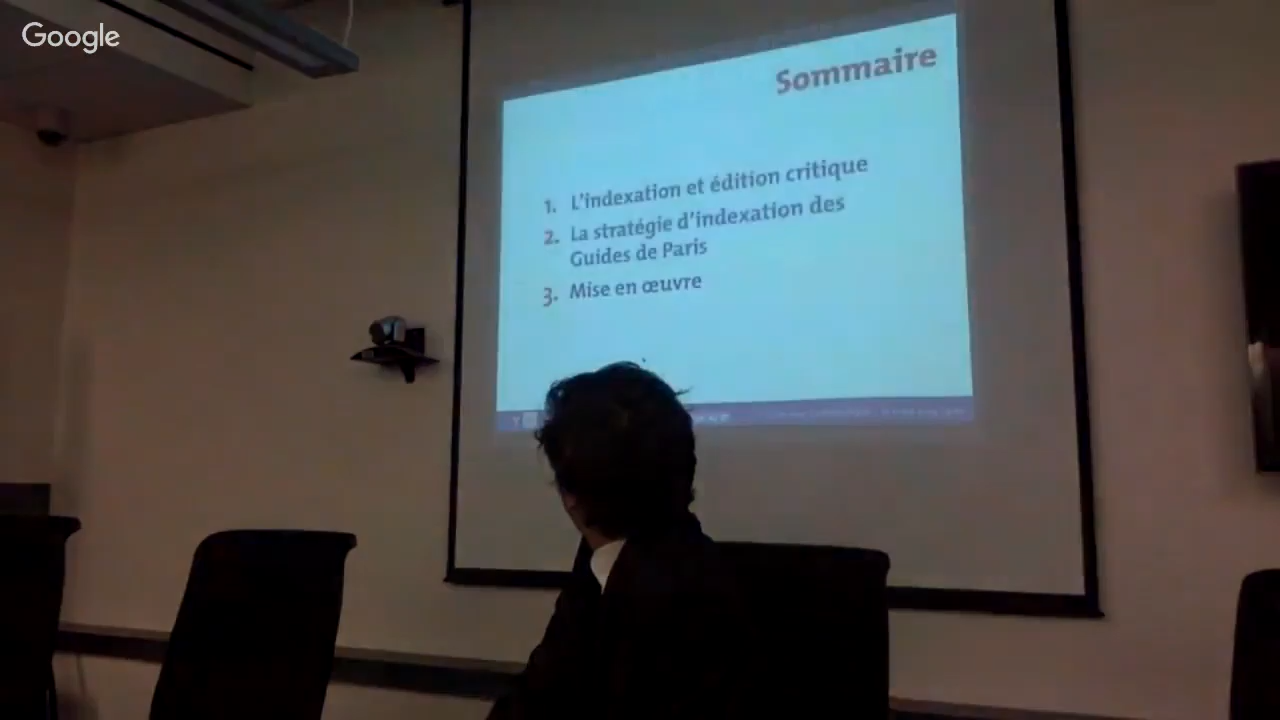 Google
Sommaire
1. L'indexation et édition critique
2. La stratégie d'indexation des
Guides de Paris
3. Mise en œuvre